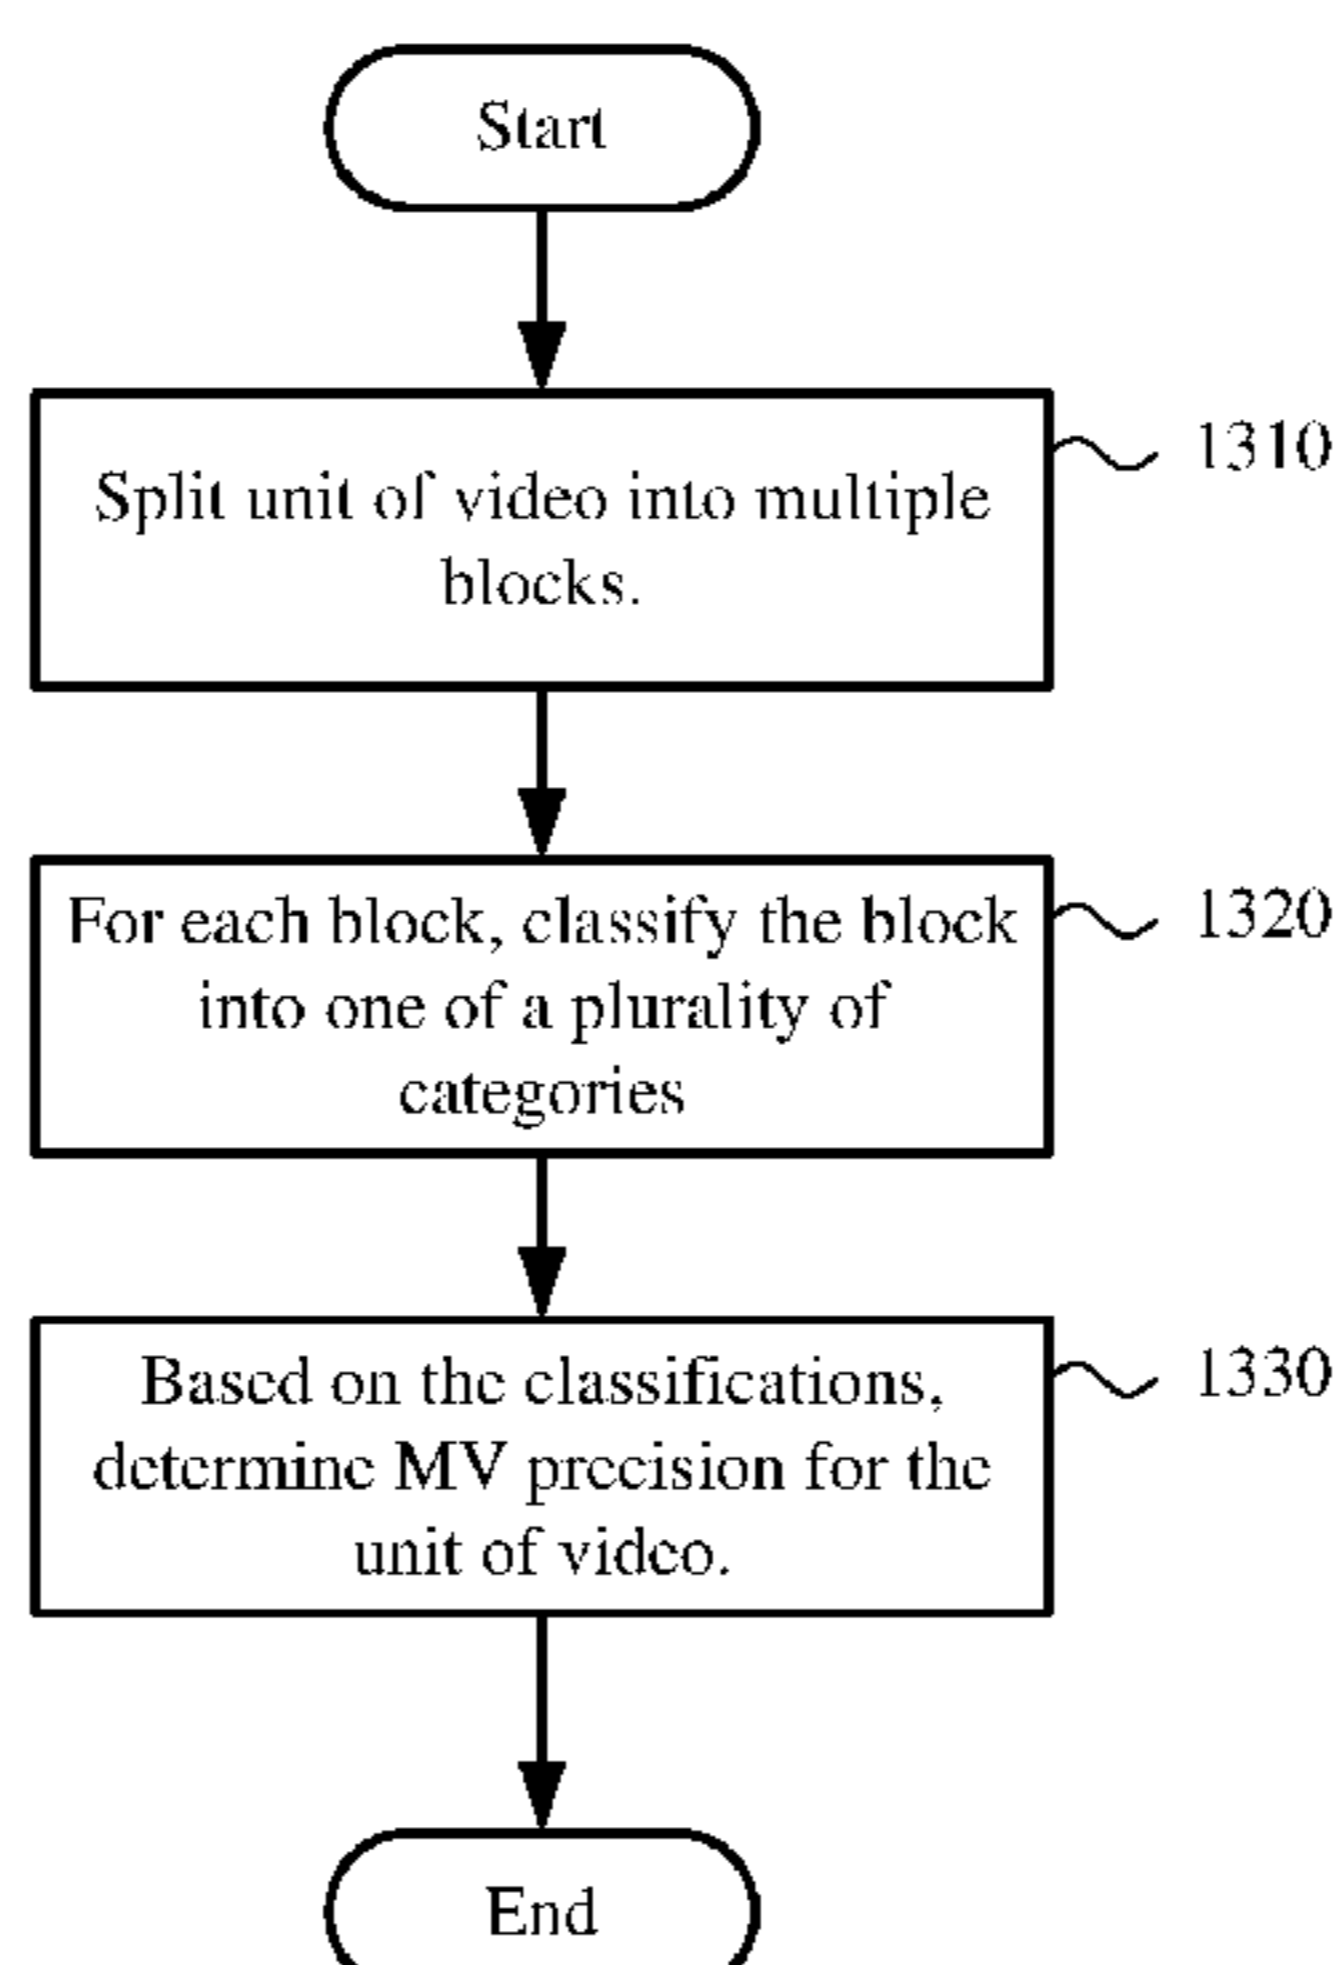 Start
1310
Split unit of video into multiple
blocks.
1320
For each block, classify the block
into one of a plurality of
categories
1330
Based on the classifications,
determine MV precision for the
unit of video.
End